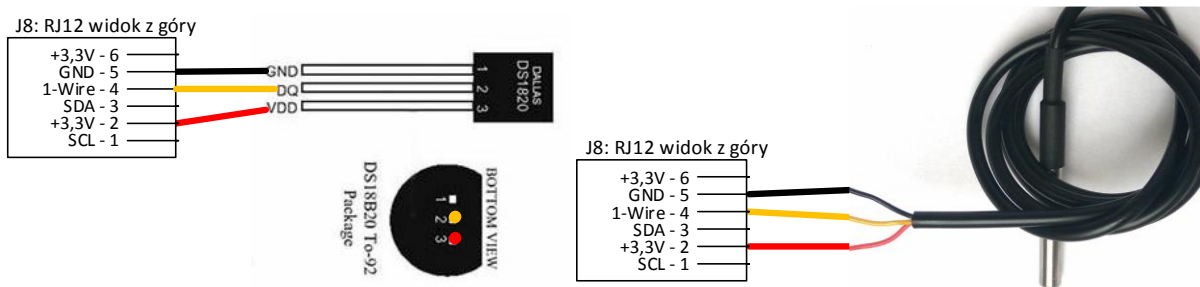 J8: RJ12 widok z góry
+3,3V - 6
GND - 5
1-Wire - 4
SDA - 3
+3,3V - 2
SCL - 1
GND
DQ
VDD
1
2
3
DALLAS
DS1820
BOTTOM VIEW
1
2
3
DS18B20 To-92
Package
J8: RJ12 widok z góry
+3,3V - 6
GND - 5
1-Wire - 4
SDA - 3
+3,3V - 2
SCL - 1